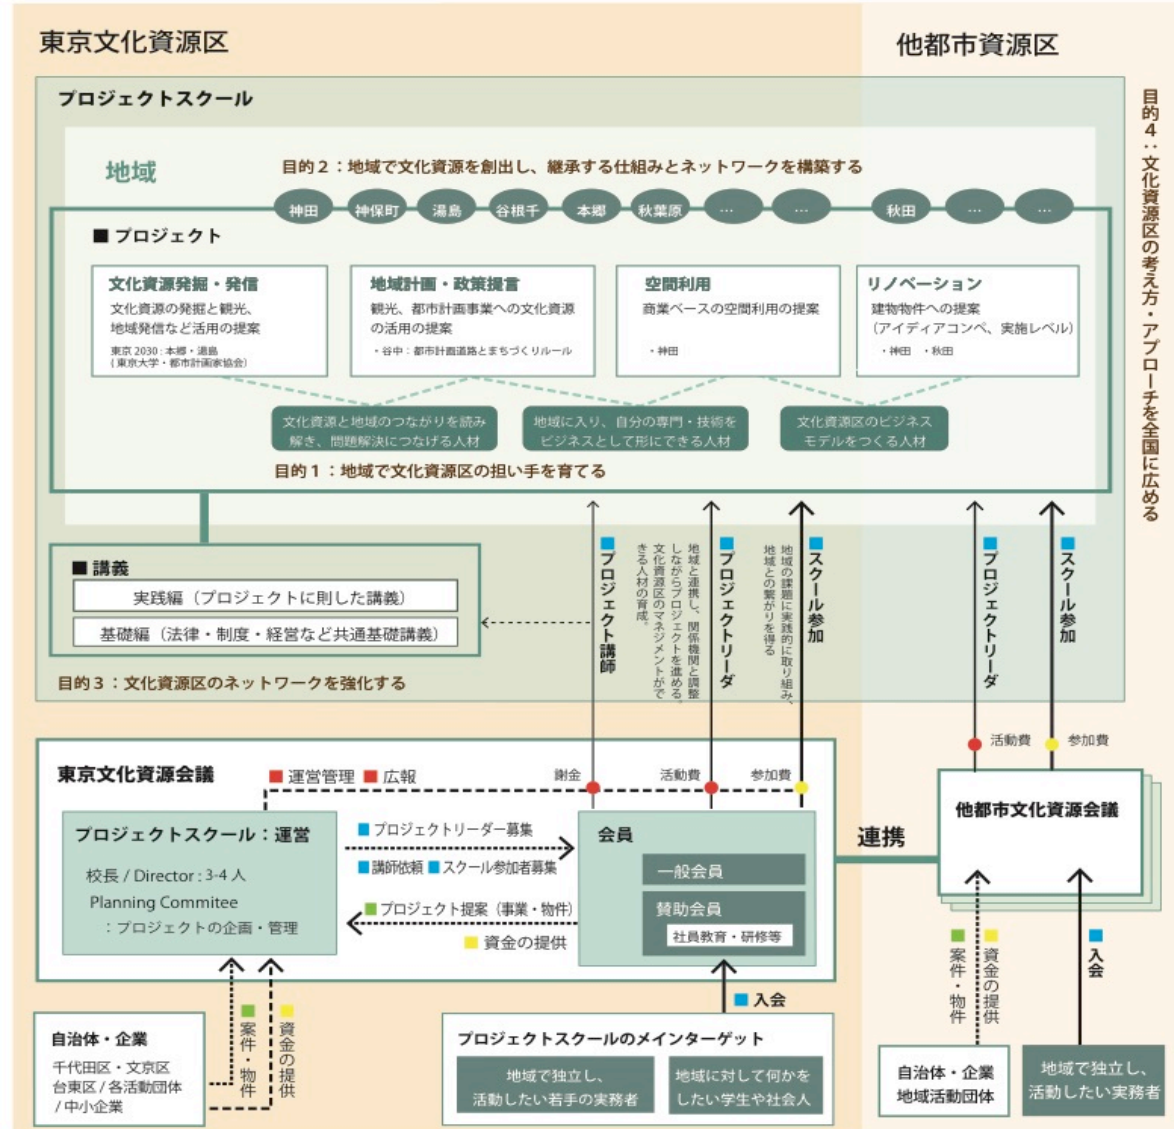 東京文化資源区
他都市資源区
プロジェクトスクール
地域
目的2：地域で文化資源を創出し、継承する仕組みとネットワークを構築する
神田
神保町
湯島
谷根千
本郷
秋葉原
…
…
秋田
…
…
■ プロジェクト
文化資源発掘・発信
文化資源の発掘と観光、
地域発信など活用の提案
東京 2030 : 本郷・湯島
( 東京大学・都市計画家協会)
地域計画・政策提言
観光、都市計画事業への文化資源
の活用の提案
・谷中：都市計画道路とまちづくりルール
空間利用
商業ベースの空間利用の提案
・神田
リノベーション
建物物件への提案
（アイディアコンペ、実施レベル）
・神田　・秋田
文化資源と地域のつながりを読み
解き、問題解決につなげる人材
地域に入り、自分の専門・技術を
ビジネスとして形にできる人材
文化資源区のビジネス
モデルをつくる人材
目的1：地域で文化資源区の担い手を育てる
目的4：文化資源区の考え方・アプローチを全国に広める
■ 講義
実践編（プロジェクトに則した講義）
基礎編（法律・制度・経営など共通基礎講義）
目的3：文化資源区のネットワークを強化する
プロジェクト講師
プロジェクトリーダ
地域と連携し、関係機関と調整
しながらプロジェクトを進める。
文化資源区のマネジメントがで
きる人材の育成。
スクール参加
地域の課題に実践的に取り組み、
地域との繋がりを得る
プロジェクトリーダ
スクール参加
活動費
参加費
東京文化資源会議
運営管理
広報
謝金
活動費
参加費
プロジェクトスクール：運営
校長 / Director : 3-4 人
Planning Commitee
：プロジェクトの企画・管理
プロジェクトリーダー募集
講師依頼
スクール参加者募集
プロジェクト提案（事業・物件）
資金の提供
会員
一般会員
賛助会員
社員教育・研修等
連携
他都市文化資源会議
自治体・企業
千代田区・文京区
台東区 / 各活動団体
/ 中小企業
案件・物件
資金の提供
入会
プロジェクトスクールのメインターゲット
地域で独立し、
活動したい若手の実務者
地域に対して何かを
したい学生や社会人
案件・物件
資金の提供
入会
自治体・企業
地域活動団体
地域で独立し、
活動したい実務者